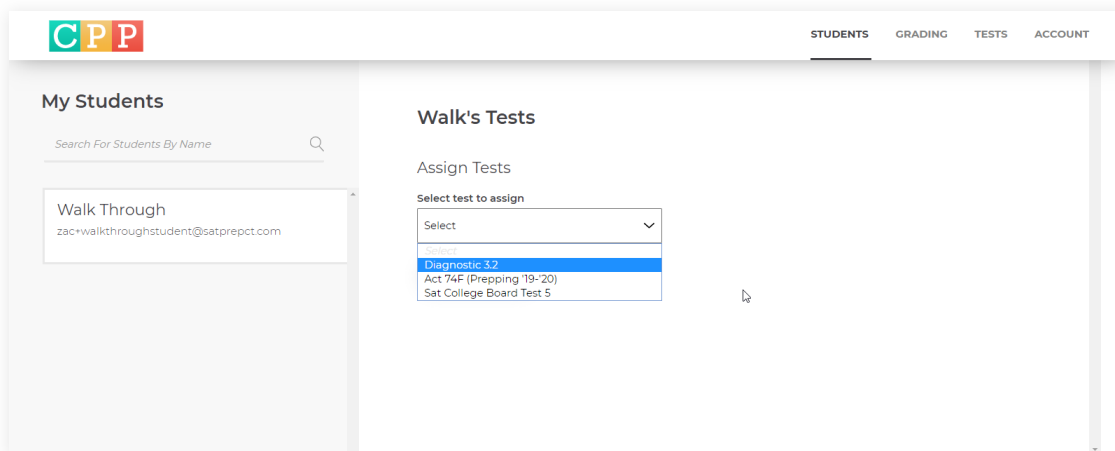 CPP
STUDENTS GRADING TESTS ACCOUNT
My Students
Search For Students By Name
Walk Through
zac+walkthroughstudent@satprepct.com
Walk's Tests
Assign Tests
Select test to assign
Select
Select
Diagnostic 3.2
Act 74F (Prepping '19-'20)
Sat College Board Test 5